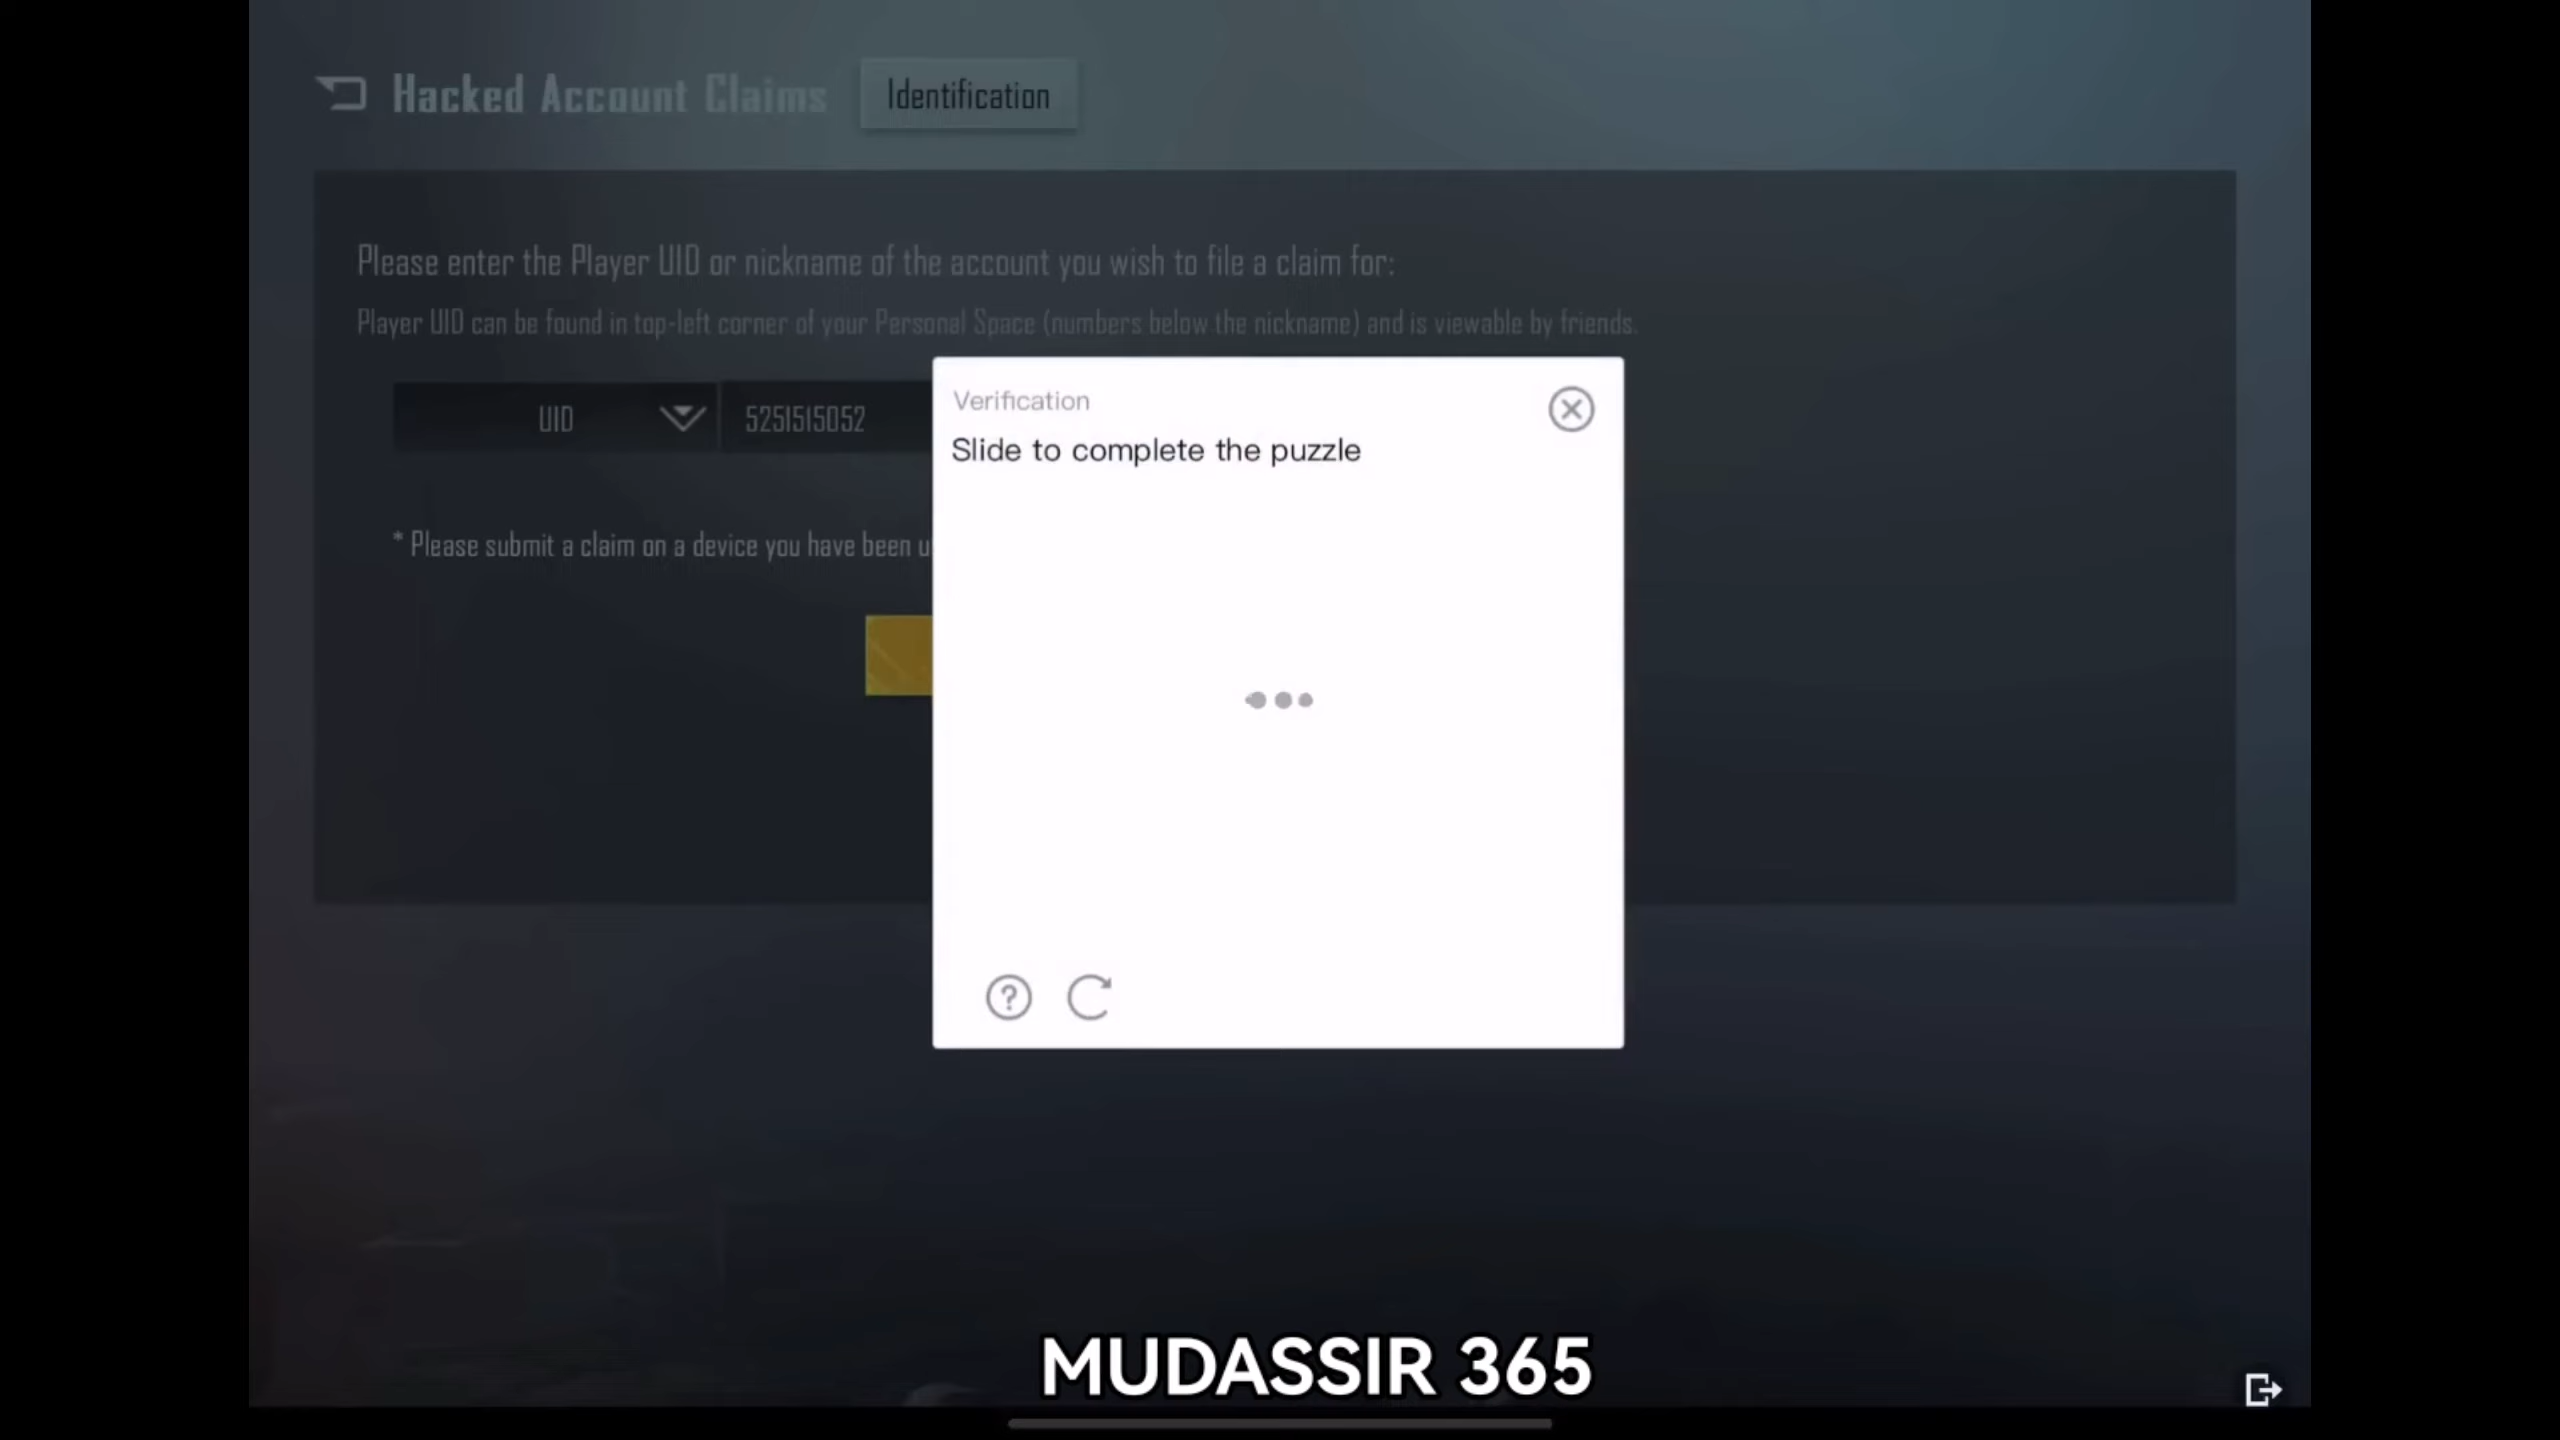 Hacked Account Claims
Identification
Please enter the Player UID or nickname of the account you wish to file a claim for:
Player UID can be found in top-left corner of your Personal Space (numbers below the nickname) and is viewable by friends.
UID
5251515052
* Please submit a claim on a device you have been u
Verification
Slide to complete the puzzle
?
MUDASSIR 365